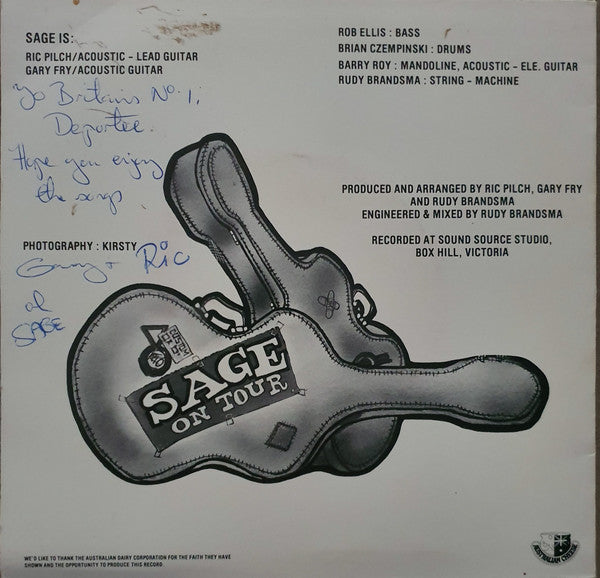 SAGE IS:
RIC PILCH/ACOUSTIC - LEAD GUITAR
GARY FRY/ACOUSTIC GUITAR
To Britains No. 1,
Deportee.
Hope you enjoy
the songs
PHOTOGRAPHY : KIRSTY
Gary + Ric
of
SAGE
ROB ELLIS : BASS
BRIAN CZEMPINSKI : DRUMS
BARRY ROY : MANDOLINE, ACOUSTIC - ELE. GUITAR
RUDY BRANDSMA : STRING - MACHINE
PRODUCED AND ARRANGED BY RIC PILCH, GARY FRY
AND RUDY BRANDSMA
ENGINEERED & MIXED BY RUDY BRANDSMA
RECORDED AT SOUND SOURCE STUDIO,
BOX HILL, VICTORIA
SAGE
ON TOUR
WE'D LIKE TO THANK THE AUSTRALIAN DAIRY CORPORATION FOR THE FAITH THEY HAVE
SHOWN AND THE OPPORTUNITY TO PRODUCE THIS RECORD
AUSTRALIAN CHEESE